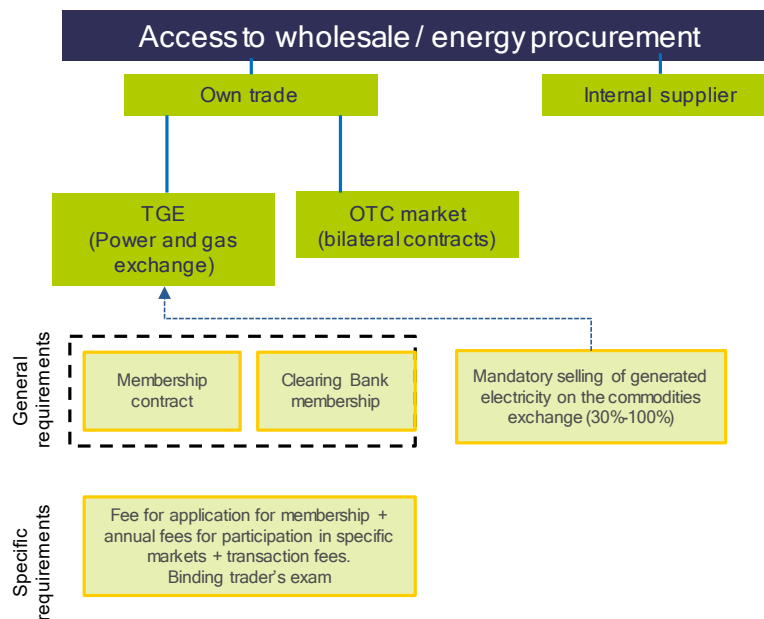 Access to wholesale / energy procurement
Own trade
Internal supplier
TGE
(Power and gas
exchange)
OTC market
(bilateral contracts)
General
requirements
Membership
contract
Clearing Bank
membership
Mandatory selling of generated
electricity on the commodities
exchange (30%-100%)
Specific
requirements
Fee for application for membership +
annual fees for participation in specific
markets + transaction fees.
Binding trader's exam